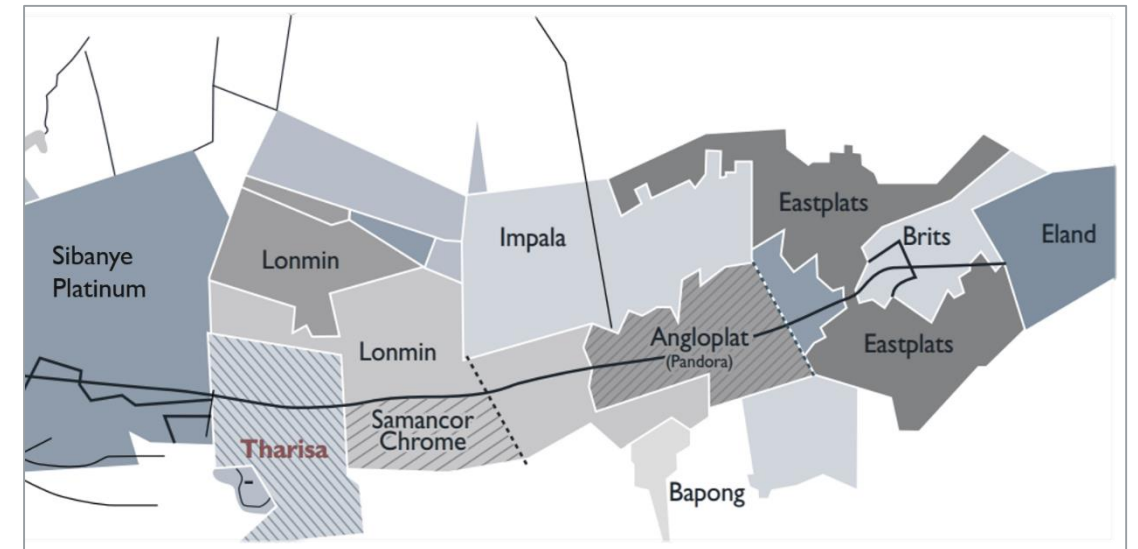 Sibanye
Platinum
Lonmin
Lonmin
Tharisa
Samancor
Chrome
Impala
Angloplat
(Pandora)
Bapong
Eastplats
Brits
Eastplats
Eland